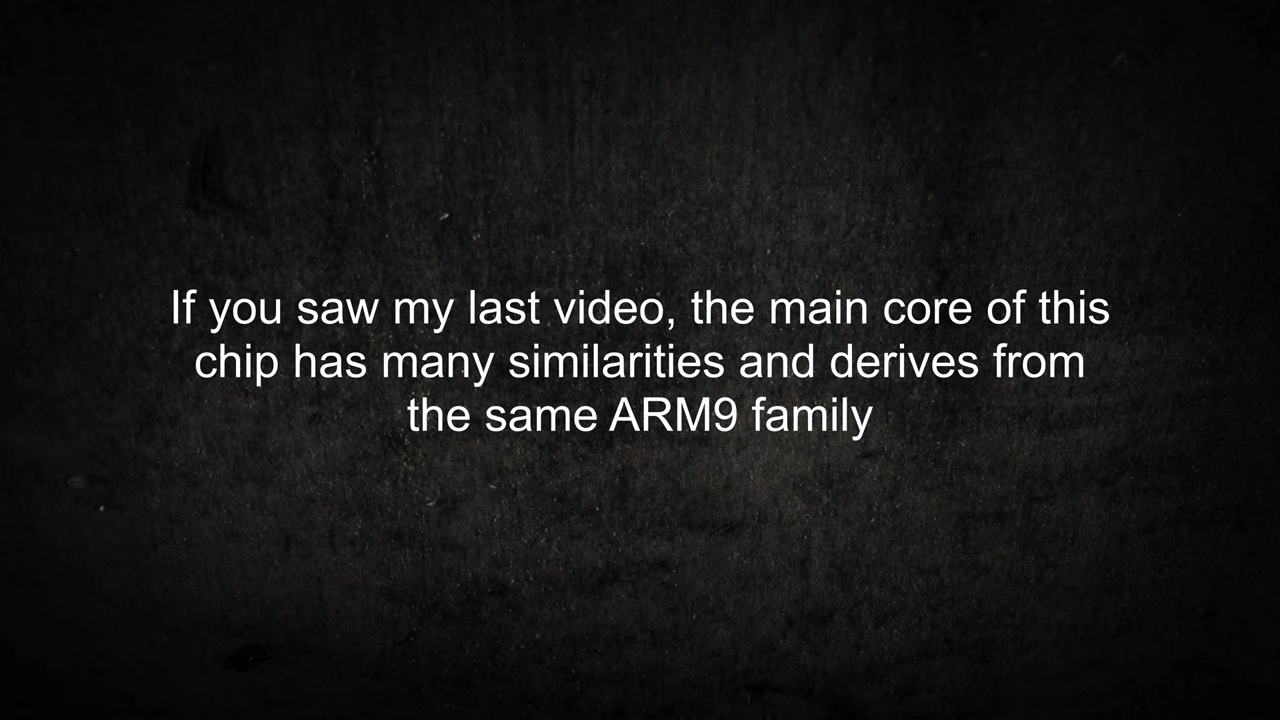 If you saw my last video, the main core of this
chip has many similarities and derives from
the same ARM9 family